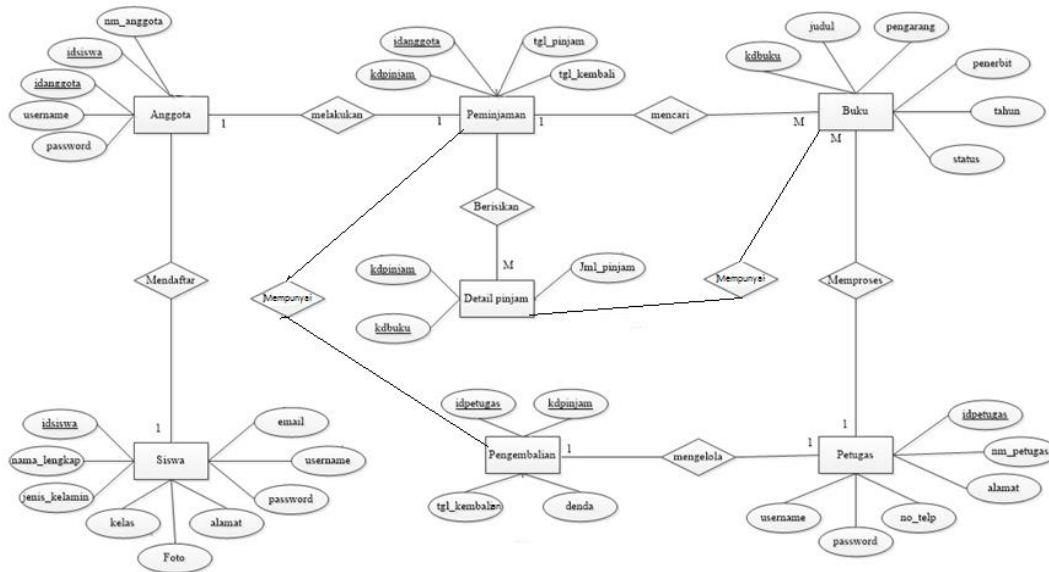 nm_anggota
idsiswa
idanggota
username
password
Anggota
1
melakukan
1
idanggota
kdpinjam
tgl_pinjam
tgl_kembali
Peminjaman
1
mencari
M
judul
pengarang
kdbuku
penerbit
tahun
status
Buku
M
Berisikan
M
kdpinjam
kdbuku
Jml_pinjam
Detail pinjam
Mempunyai
Mempunyai
Mendaftar
Memproses
1
1
idsiswa
nama_lengkap
jenis_kelamin
kelas
Foto
alamat
password
username
email
Siswa
idpetugas
kdpinjam
Pengembalian
tgl_kembalian
denda
1
mengelola
1
Petugas
idpetugas
nm_petugas
alamat
no_telp
password
username